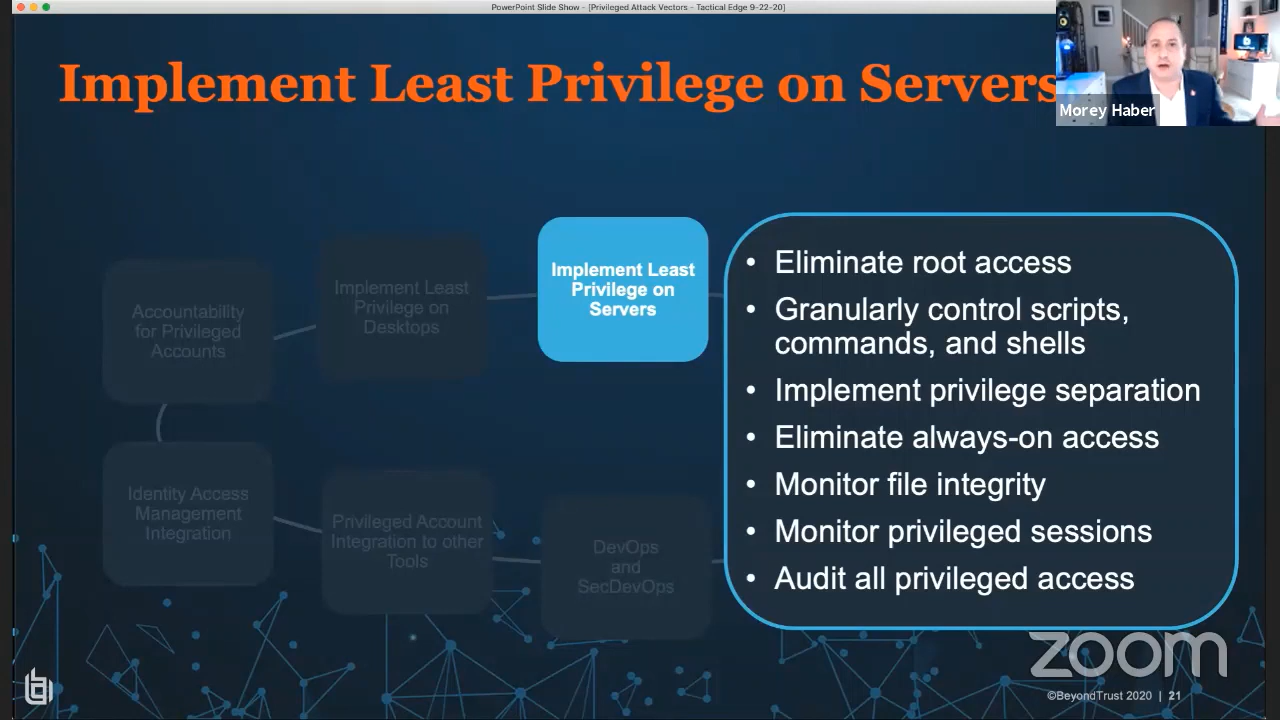 PowerPoint Slide Show - [Privileged Attack Vectors - Tactical Edge 9-22-20]
Implement Least Privilege on Servers
Morey Haber
Accountability
for Privileged
Accounts
Implement Least
Privilege on
Desktops
Implement Least
Privilege on
Servers
• Eliminate root access
• Granularly control scripts,
commands, and shells
• Implement privilege separation
• Eliminate always-on access
• Monitor file integrity
• Monitor privileged sessions
• Audit all privileged access
Identity Access
Management
Integration
Privileged Account
Integration to other
Tools
DevOps
and
SecDevOps
zoom
©BeyondTrust 2020 | 21